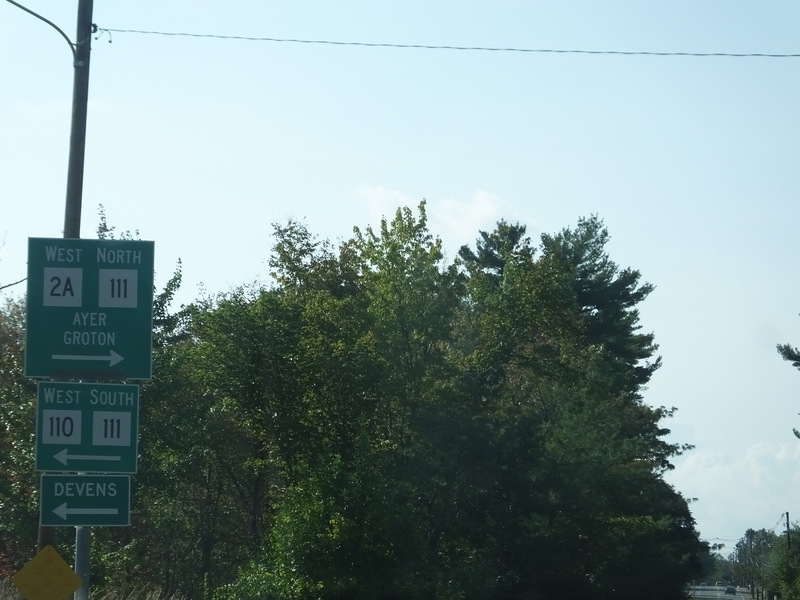 WEST NORTH
2A 111
AYER
GROTON
WEST SOUTH
110 111
DEVENS